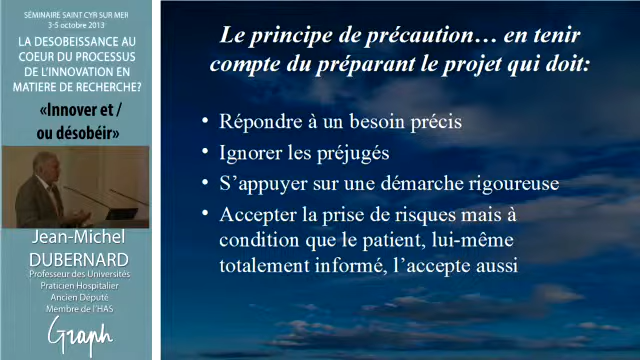 SÉMINAIRE SAINT CYR SUR MER
3-5 octobre 2013
LA DESOBEISSANCE AU
COEUR DU PROCESSUS
DE L'INNOVATION EN
MATIERE DE RECHERCHE?
«Innover et /
ou désobéir»
Jean-Michel
DUBERNARD
Professeur des Universités
Praticien Hospitalier
Ancien Député
Membre de l'HAS
Graph
Le principe de précaution… en tenir
compte du préparant le projet qui doit:
• Répondre à un besoin précis
• Ignorer les préjugés
• S'appuyer sur une démarche rigoureuse
• Accepter la prise de risques mais à
condition que le patient, lui-même
totalement informé, l'accepte aussi